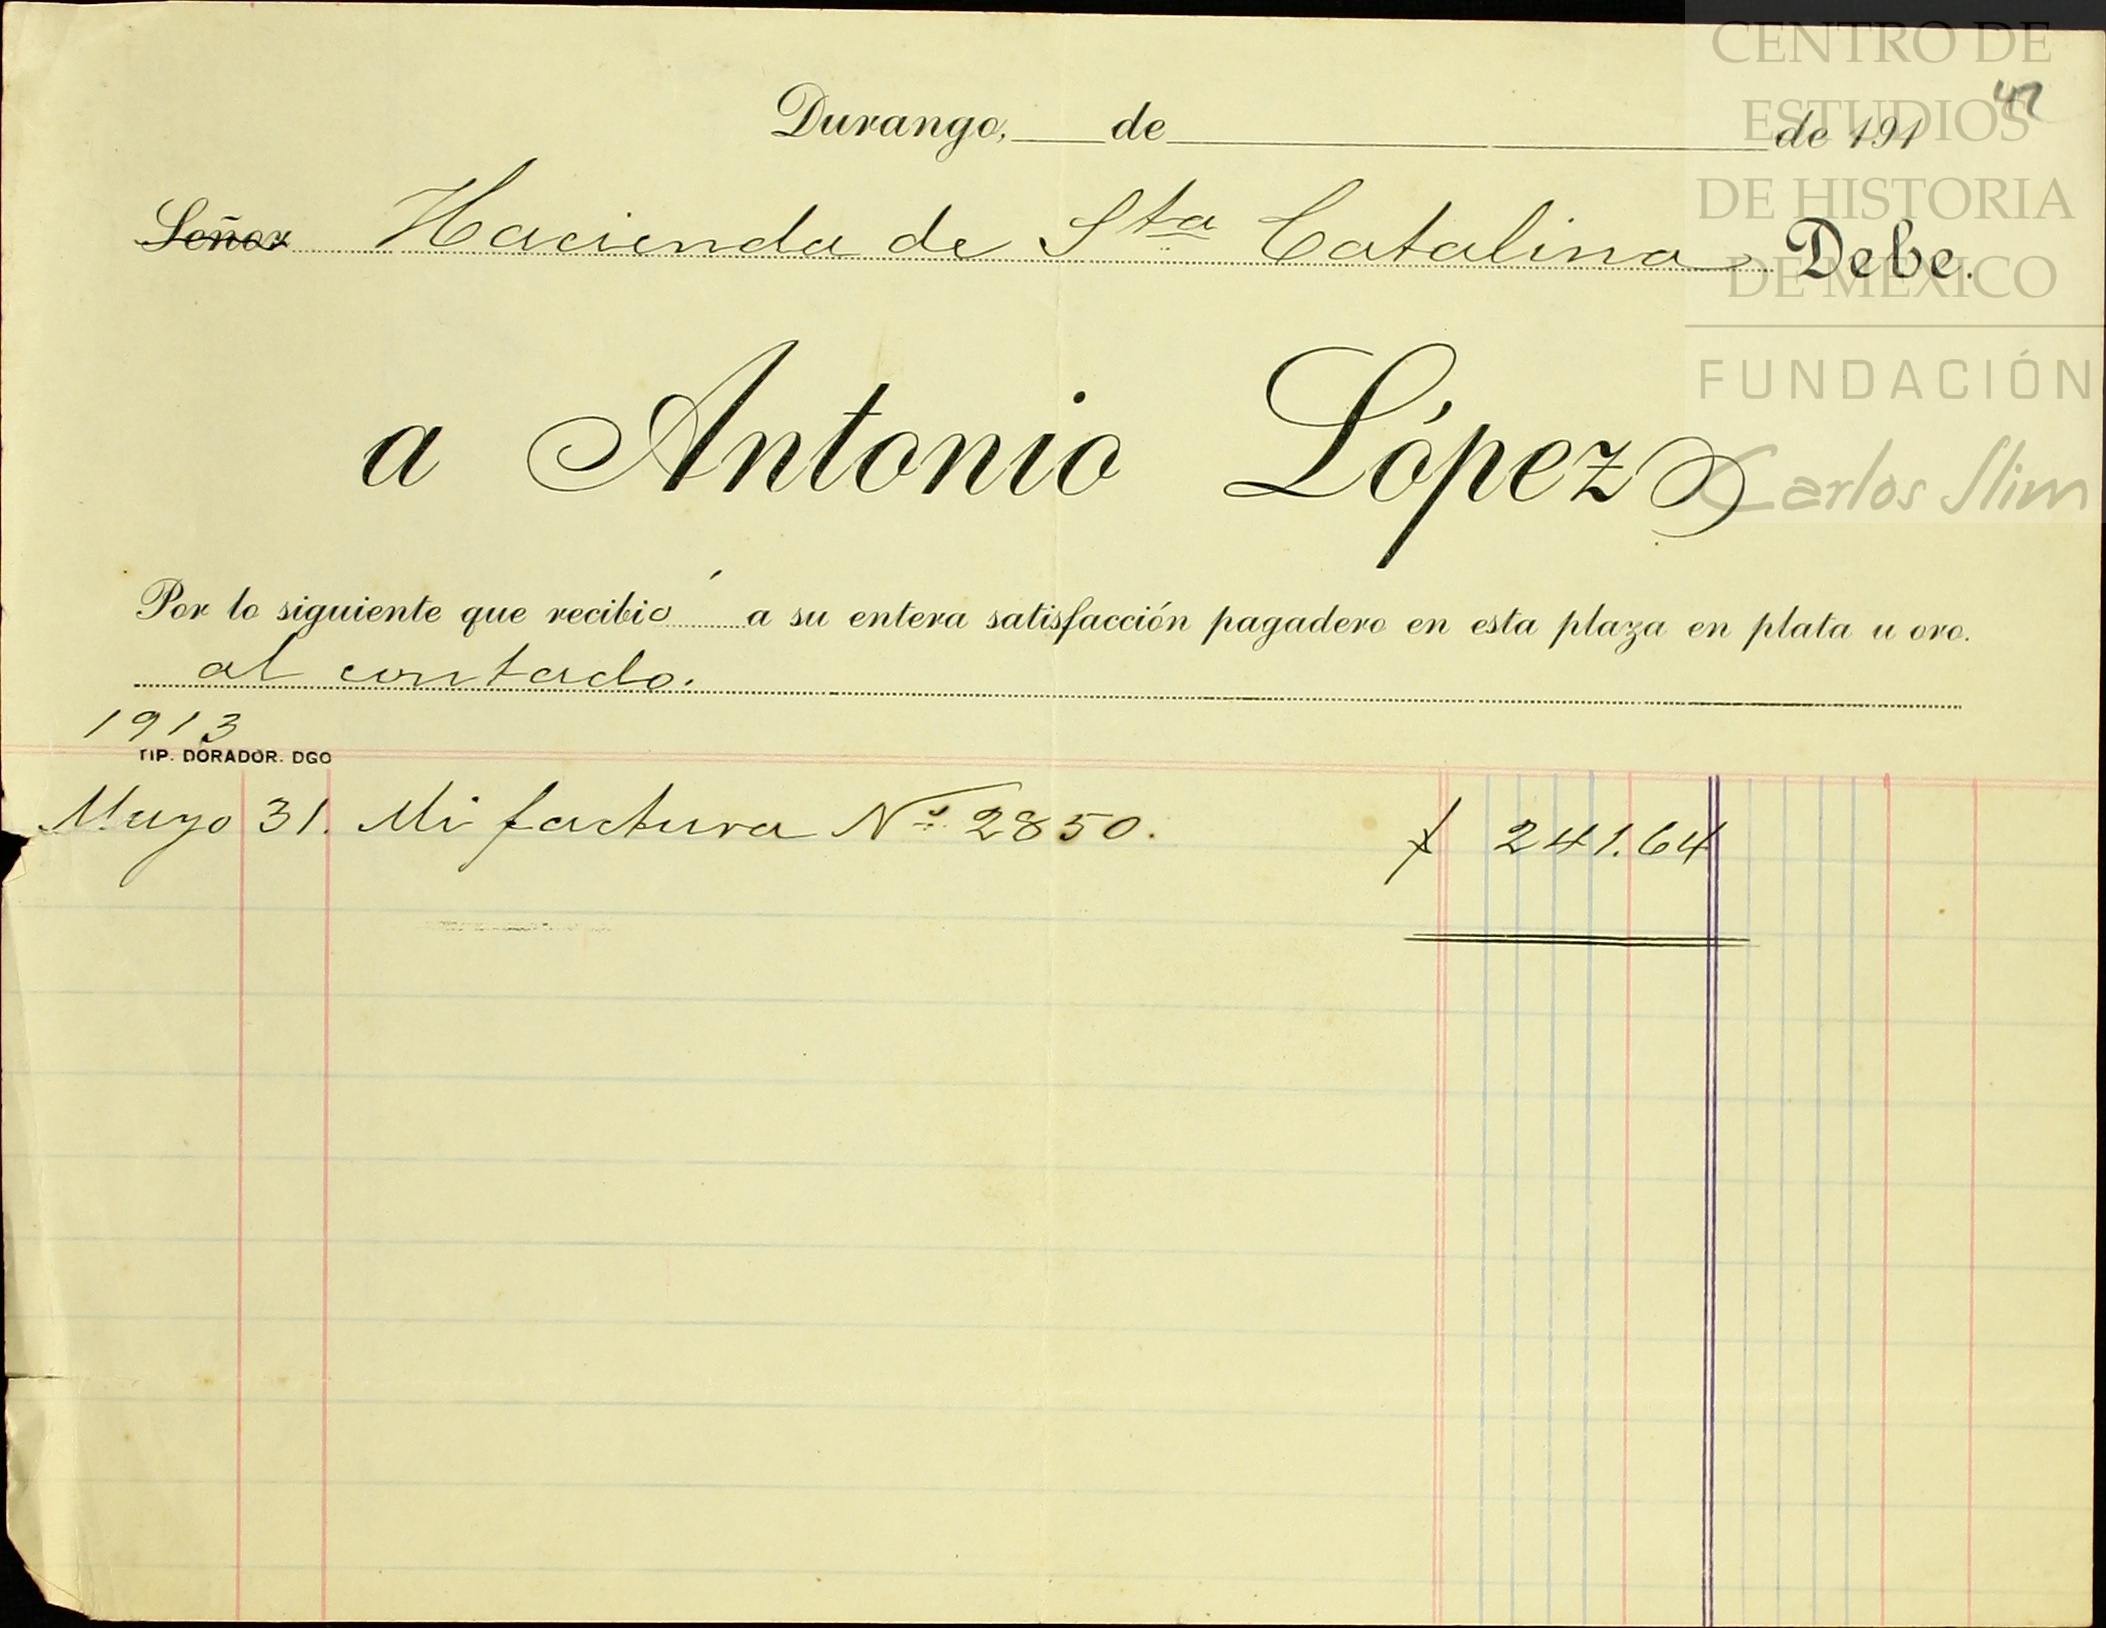 47
Durango, de de 191
Señor Hacienda de Sta Catalina Debe.
a Antonio López
Por lo siguiente que recibió a su entera satisfacción pagadero en esta plaza en plata u oro.
al contado.
1913
TIP. DORADOR. DGO
Mayo 31. Mi factura No. 2850. $ 241.64
CENTRO DE
ESTUDIOS
DE HISTORIA
DE MÉXICO
FUNDACIÓN
Carlos Slim